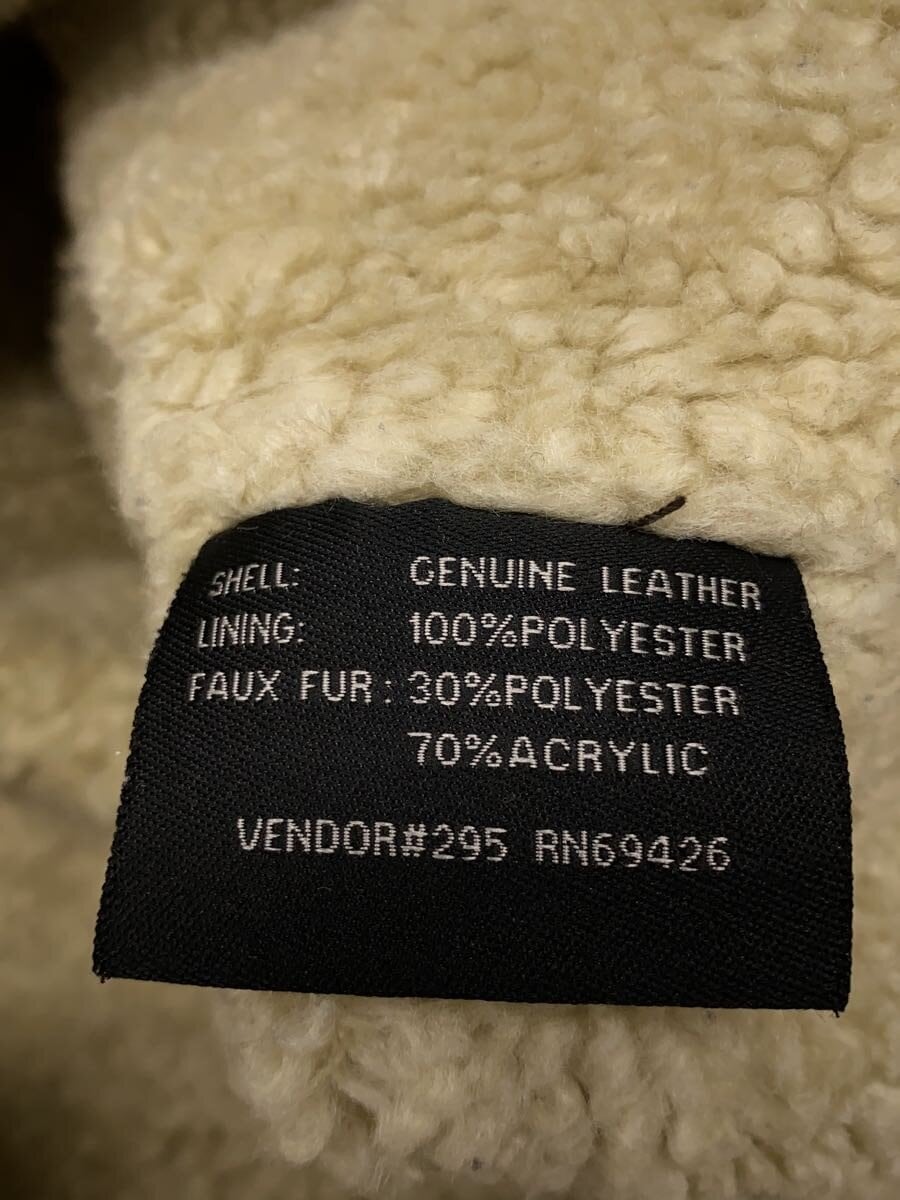 SHELL: GENUINE LEATHER
LINING: 100%POLYESTER
FAUX FUR: 30%POLYESTER
70%ACRYLIC
VENDOR#295 RN69426